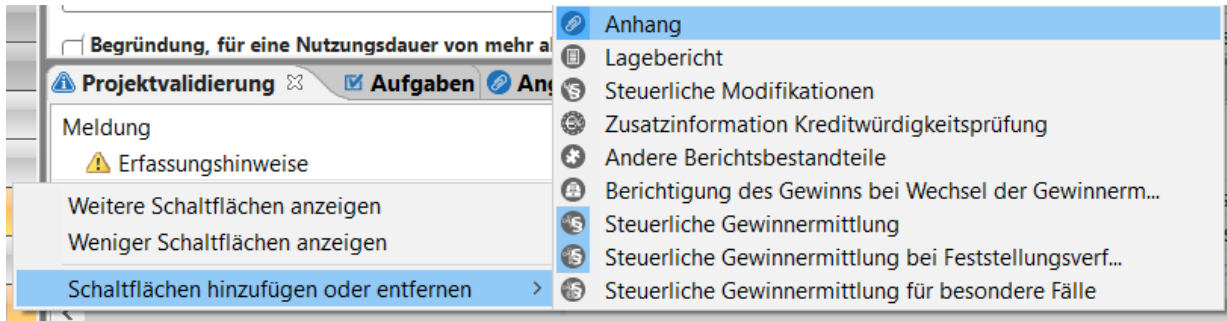 Begründung, für eine Nutzungsdauer von mehr
Projektvalidierung
Aufgaben
Meldung
Erfassungshinweise
Weitere Schaltflächen anzeigen
Weniger Schaltflächen anzeigen
Schaltflächen hinzufügen oder entfernen
Anhang
Lagebericht
Steuerliche Modifikationen
Zusatzinformation Kreditwürdigkeitsprüfung
Andere Berichtsbestandteile
Berichtigung des Gewinns bei Wechsel der Gewinnerm...
Steuerliche Gewinnermittlung
Steuerliche Gewinnermittlung bei Feststellungsverf...
Steuerliche Gewinnermittlung für besondere Fälle